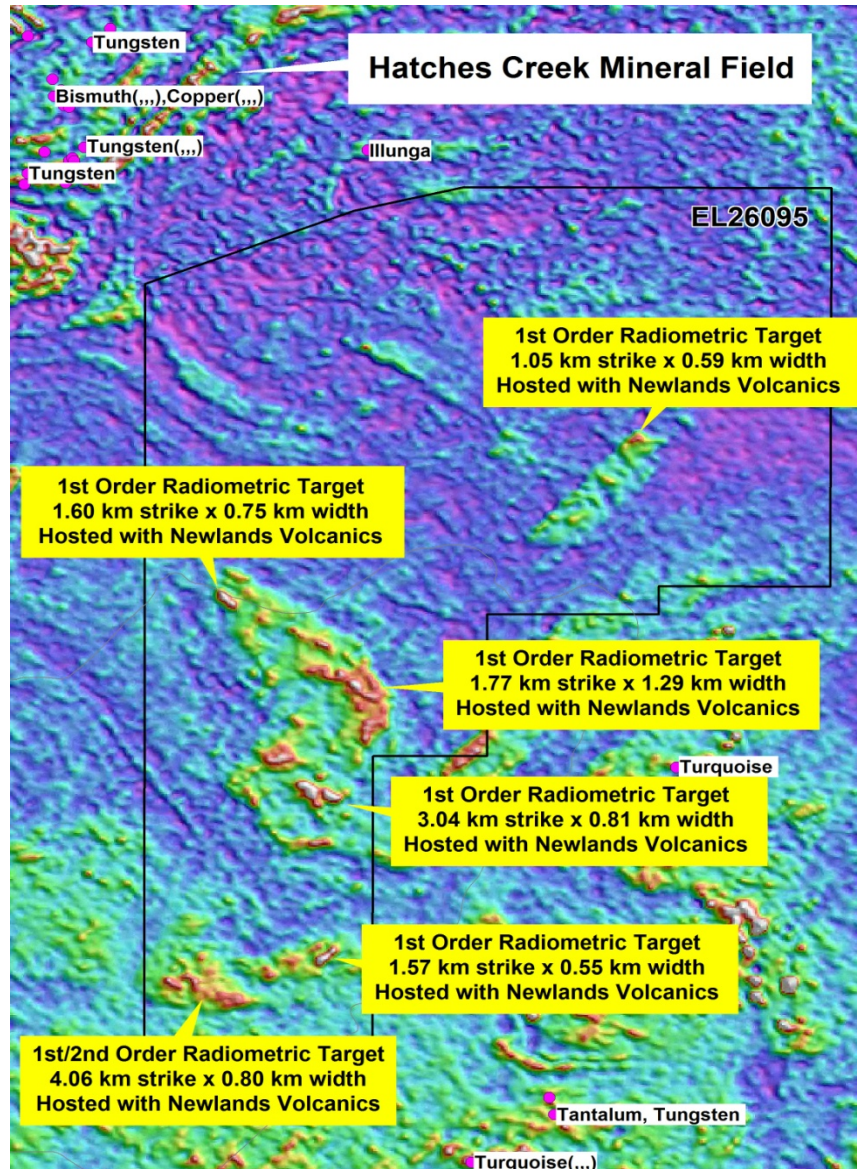 Tungsten
Hatches Creek Mineral Field
Bismuth(,,,),Copper(,,,)
Tungsten(,,,)
Illunga
Tungsten
EL26095
1st Order Radiometric Target
1.05 km strike x 0.59 km width
Hosted with Newlands Volcanics
1st Order Radiometric Target
1.60 km strike x 0.75 km width
Hosted with Newlands Volcanics
1st Order Radiometric Target
1.77 km strike x 1.29 km width
Hosted with Newlands Volcanics
Turquoise
1st Order Radiometric Target
3.04 km strike x 0.81 km width
Hosted with Newlands Volcanics
1st Order Radiometric Target
1.57 km strike x 0.55 km width
Hosted with Newlands Volcanics
1st/2nd Order Radiometric Target
4.06 km strike x 0.80 km width
Hosted with Newlands Volcanics
Tantalum, Tungsten
Turquoise(,,,)